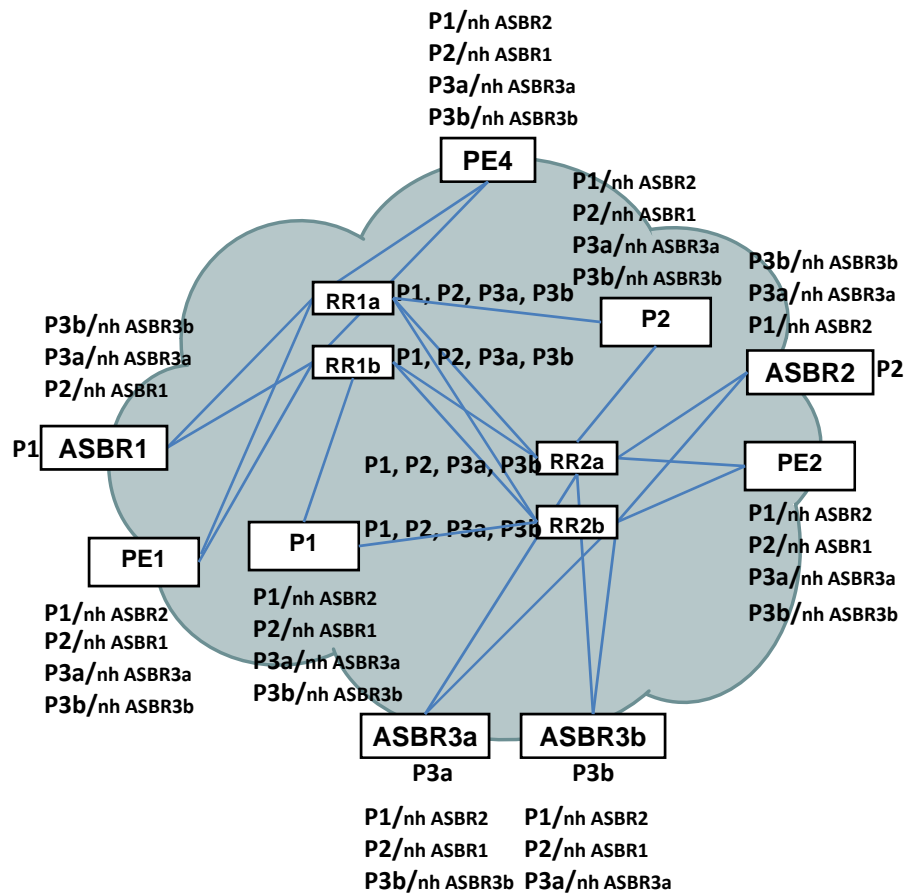 P1/nh ASBR2
P2/nh ASBR1
P3a/nh ASBR3a
P3b/nh ASBR3b
PE4
P1/nh ASBR2
P2/nh ASBR1
P3a/nh ASBR3a
P3b/nh ASBR3b
P2
P3b/nh ASBR3b
P3a/nh ASBR3a
P1/nh ASBR2
ASBR2 P2
RR1a P1, P2, P3a, P3b
RR1b P1, P2, P3a, P3b
P3b/nh ASBR3b
P3a/nh ASBR3a
P2/nh ASBR1
P1 ASBR1
P1, P2, P3a, P3b RR2a
P1, P2, P3a, P3b RR2b
PE2
P1/nh ASBR2
P2/nh ASBR1
P3a/nh ASBR3a
P3b/nh ASBR3b
PE1
P1/nh ASBR2
P2/nh ASBR1
P3a/nh ASBR3a
P3b/nh ASBR3b
P1
P1/nh ASBR2
P2/nh ASBR1
P3a/nh ASBR3a
P3b/nh ASBR3b
ASBR3a
P3a
P1/nh ASBR2
P2/nh ASBR1
P3b/nh ASBR3b
ASBR3b
P3b
P1/nh ASBR2
P2/nh ASBR1
P3a/nh ASBR3a